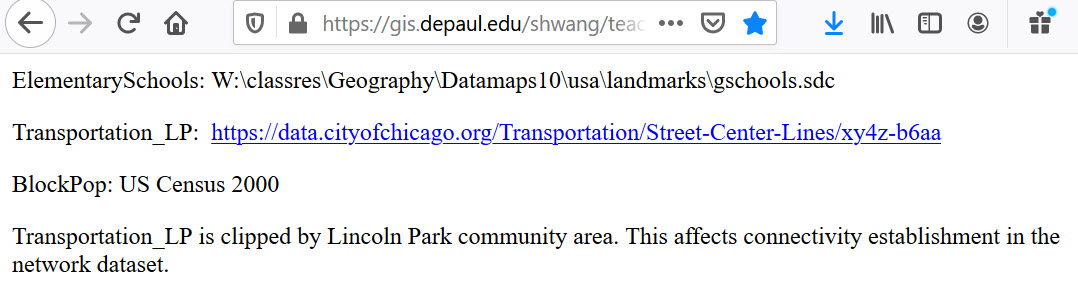 https://gis.depaul.edu/shwang/teac
ElementarySchools: W:\classres\Geography\Datamaps10\usa\landmarks\gschools.sdc
Transportation_LP: https://data.cityofchicago.org/Transportation/Street-Center-Lines/xy4z-b6aa
BlockPop: US Census 2000
Transportation_LP is clipped by Lincoln Park community area. This affects connectivity establishment in the
network dataset.